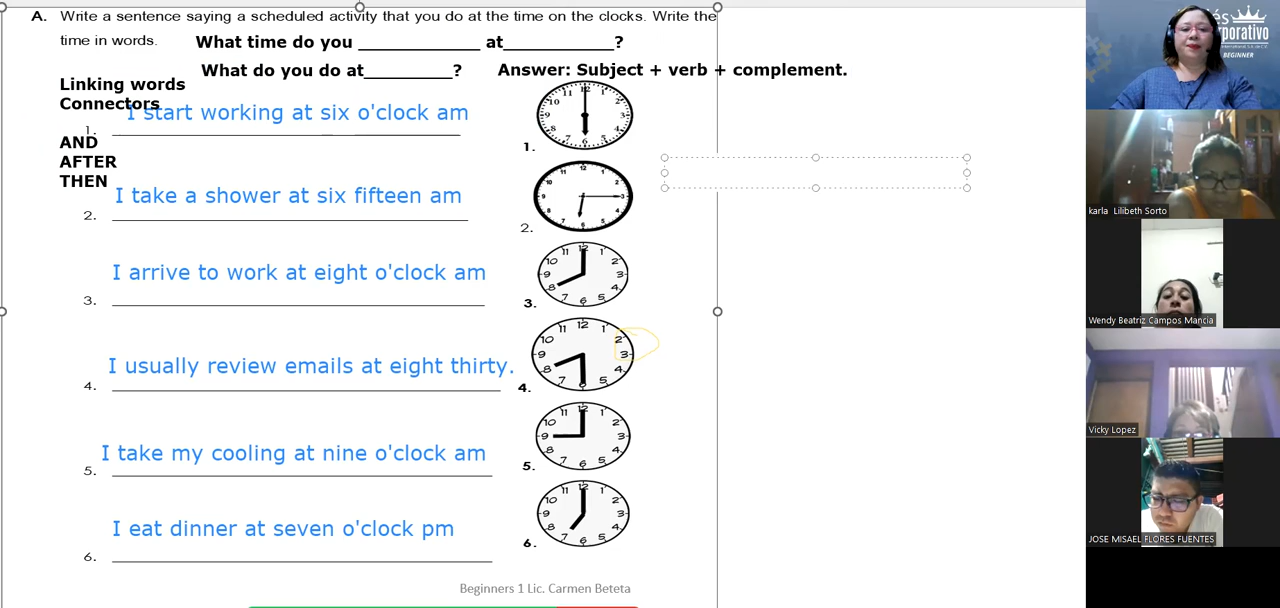 A. Write a sentence saying a scheduled activity that you do at the time on the clocks. Write the
time in words.
What time do you ____________ at___________?
What do you do at_________?
Answer: Subject + verb + complement.
Linking words
Connectors
AND
AFTER
THEN
1. I start working at six o'clock am
1.
2. I take a shower at six fifteen am
2.
3. I arrive to work at eight o'clock am
3.
4. I usually review emails at eight thirty.
4.
5. I take my cooling at nine o'clock am
5.
6. I eat dinner at seven o'clock pm
6.
Beginners 1 Lic. Carmen Beteta
BEGINNER
karla Lilibeth Sorto
Wendy Beatriz Campos Mancia
Vicky Lopez
JOSE MISAEL FLORES FUENTES